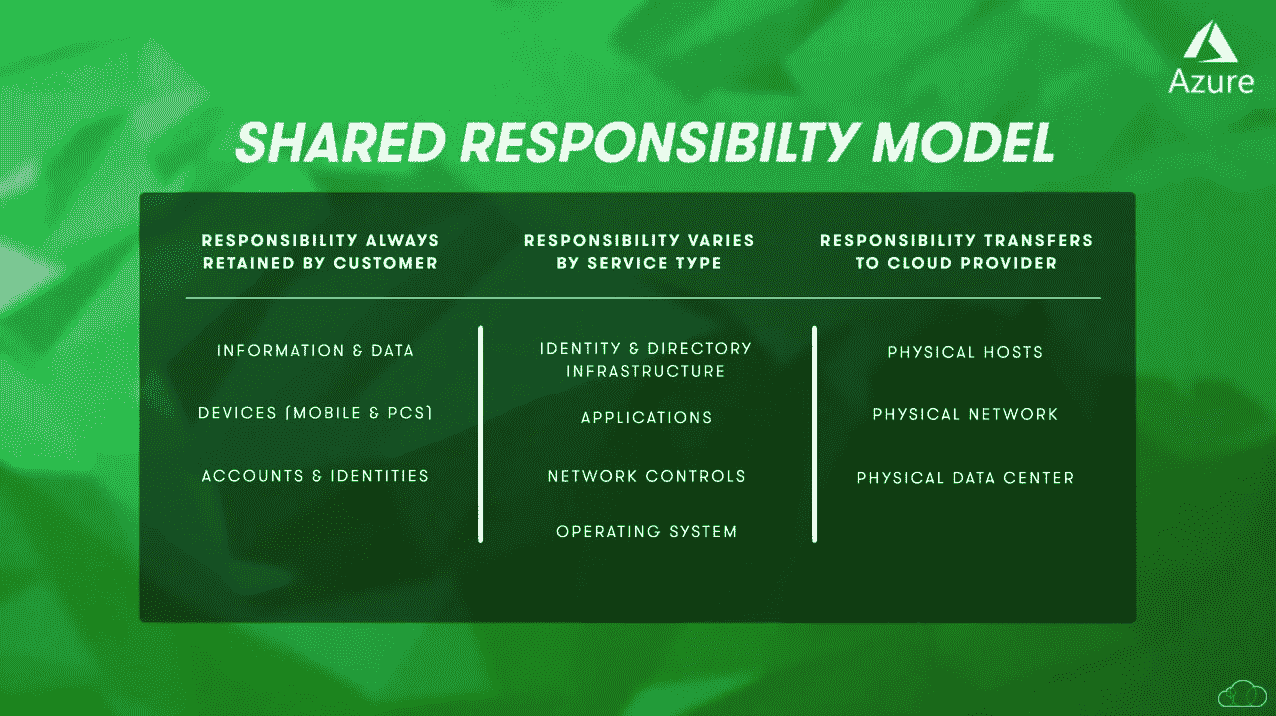 Azure
SHARED RESPONSIBILTY MODEL
RESPONSIBILITY ALWAYS
RETAINED BY CUSTOMER
INFORMATION & DATA
DEVICES (MOBILE & PCS)
ACCOUNTS & IDENTITIES
RESPONSIBILITY VARIES
BY SERVICE TYPE
IDENTITY & DIRECTORY
INFRASTRUCTURE
APPLICATIONS
NETWORK CONTROLS
OPERATING SYSTEM
RESPONSIBILITY TRANSFERS
TO CLOUD PROVIDER
PHYSICAL HOSTS
PHYSICAL NETWORK
PHYSICAL DATA CENTER